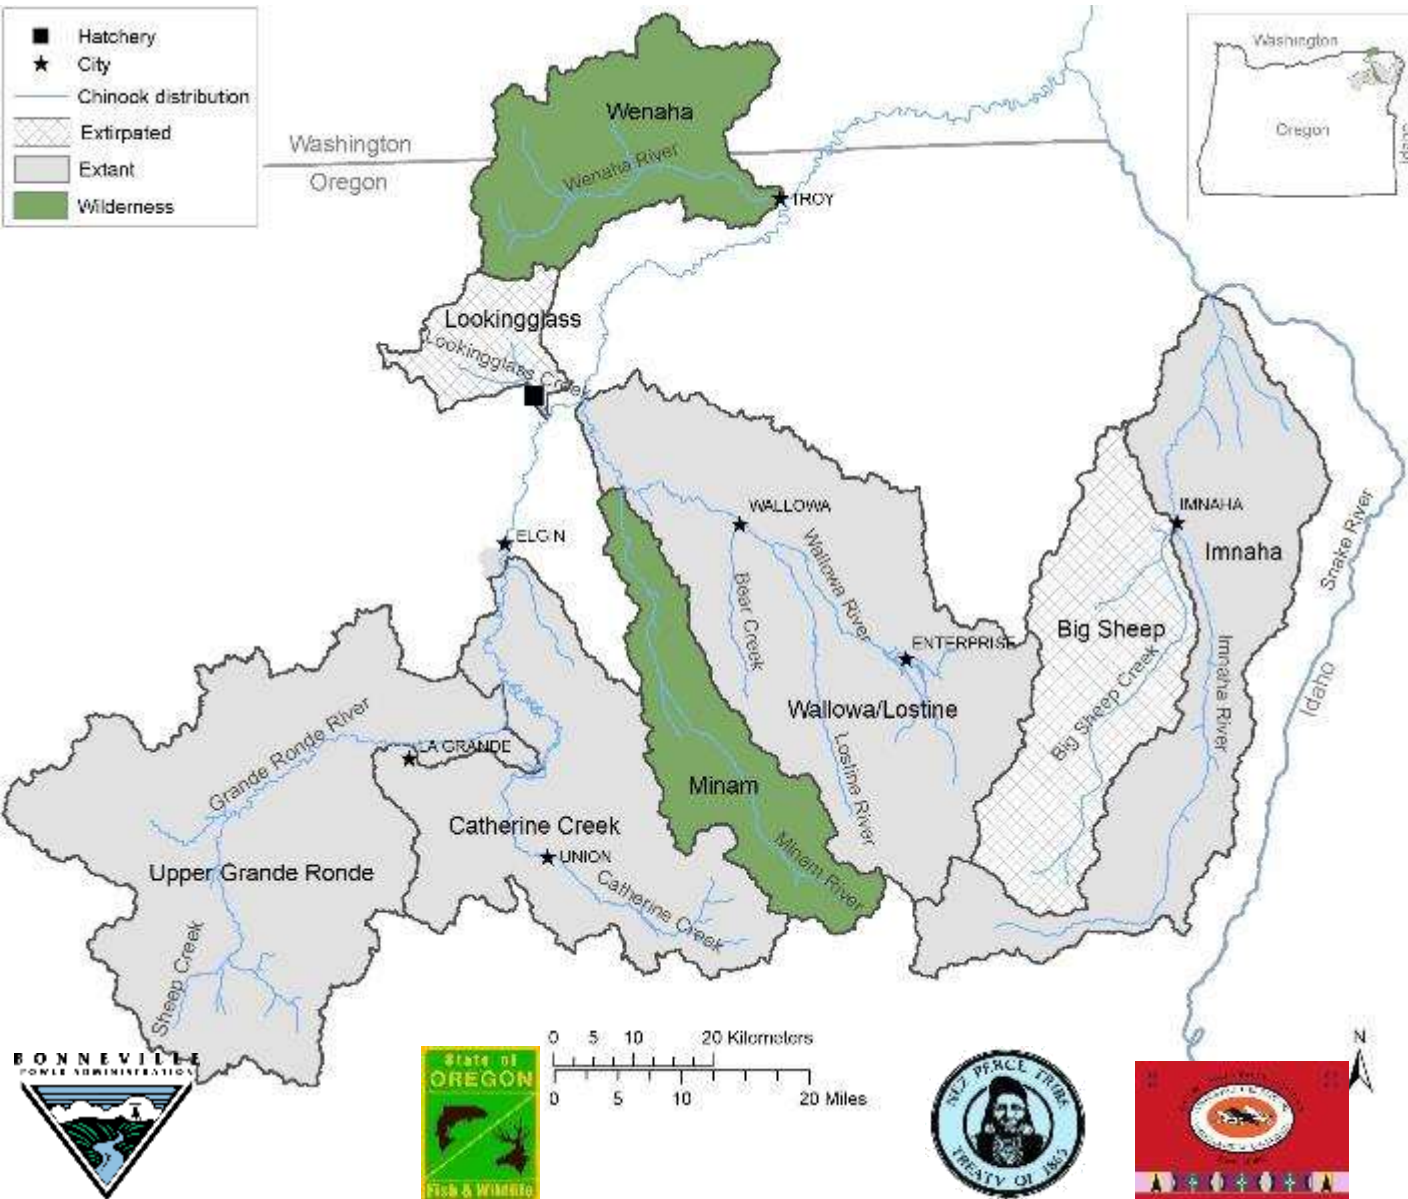 Hatchery
City
Chinook distribution
Extirpated
Extant
Wilderness
Washington
Oregon
Washington
Oregon
Idaho
Wenaha
Wenaha River
TROY
Lookingglass
Lookingglass Creek
ELGIN
WALLOWA
Wallowa River
Bear Creek
ENTERPRISE
Wallowa/Lostine
Lostine River
IMNAHA
Imnaha
Imnaha River
Big Sheep
Big Sheep Creek
Snake River
Idaho
Minam
Minam River
Grande Ronde River
LA GRANDE
Catherine Creek
UNION
Catherine Creek
Upper Grande Ronde
Sheep Creek
BONNEVILLE
POWER ADMINISTRATION
State of
OREGON
Fish & Wildlife
0 5 10 20 Kilometers
0 5 10 20 Miles
NEZ PERCE TRIBE
TREATY OF 1855
N